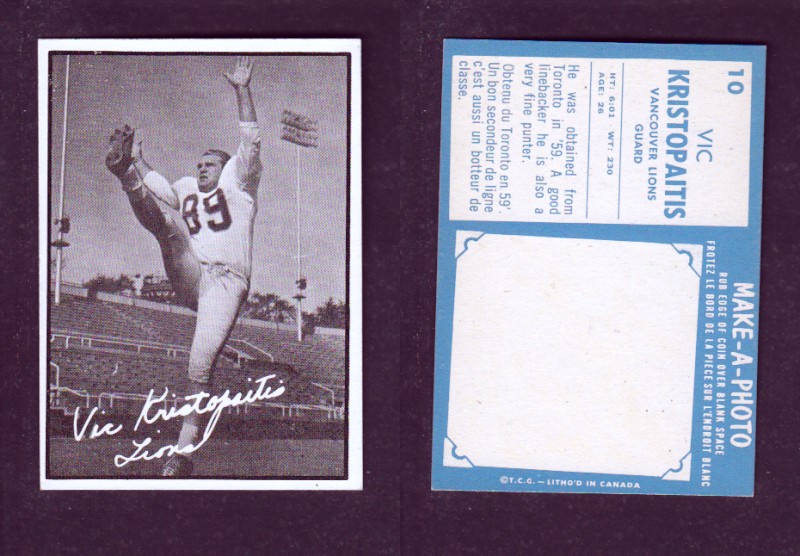 89
Vic Kristopaitis
Lions
10
VIC
KRISTOPAITIS
VANCOUVER LIONS
GUARD
HT: 6:01 WT: 230
AGE: 26
He was obtained from
Toronto in '59. A good
linebacker he is also a
very fine punter.
Obtenu du Toronto en 59'.
Un bon secondeur de ligne
c'est aussi un botteur de
classe.
MAKE-A-PHOTO
RUB EDGE OF COIN OVER BLANK SPACE
FROTEZ LE BORD DE LA PIECE SUR L'ENDROIT BLANC
©T.C.G. — LITHO'D IN CANADA